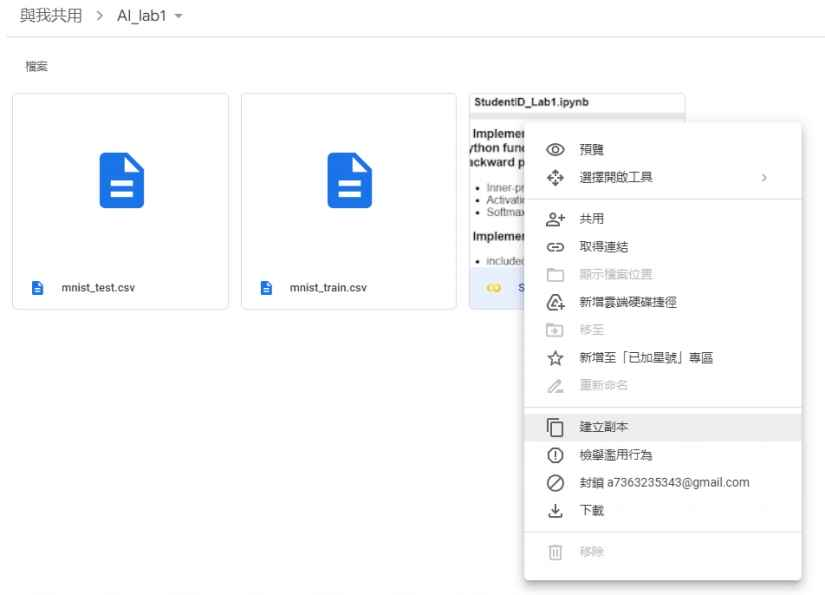 與我共用 > AI_lab1
檔案
StudentID_Lab1.ipynb
Implemen
ython func
ackward p
Inner-pr
Activatio
Softmax
Implemen
included
mnist_test.csv
mnist_train.csv
S
預覽
選擇開啟工具
共用
取得連結
顯示檔案位置
新增雲端硬碟捷徑
移至
新增至「已加星號」專區
重新命名
建立副本
檢舉濫用行為
封鎖 a7363235343@gmail.com
下載
移除